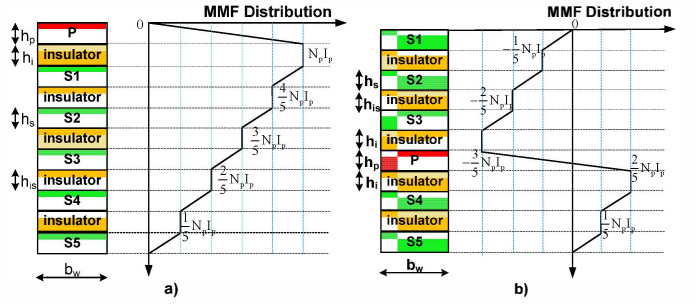 MMF Distribution
0
h_p
P
N_pI_p
h_i
insulator
S1
4/5 N_pI_p
insulator
h_s
S2
3/5 N_pI_p
insulator
S3
2/5 N_pI_p
h_is
insulator
S4
1/5 N_pI_p
insulator
S5
b_w
a)
MMF Distribution
0
S1
-1/5 N_pI_p
insulator
h_s
S2
-2/5 N_pI_p
h_is
insulator
S3
h_i
insulator
h_p
P
-3/5 N_pI_p
2/5 N_pI_p
h_i
insulator
S4
1/5 N_pI_p
insulator
S5
b_w
b)